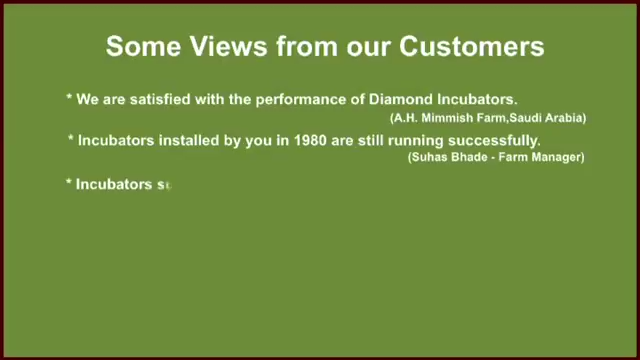 Some Views from our Customers
* We are satisfied with the performance of Diamond Incubators.
(A.H. Mimmish Farm,Saudi Arabia)
* Incubators installed by you in 1980 are still running successfully.
(Suhas Bhade - Farm Manager)
* Incubators